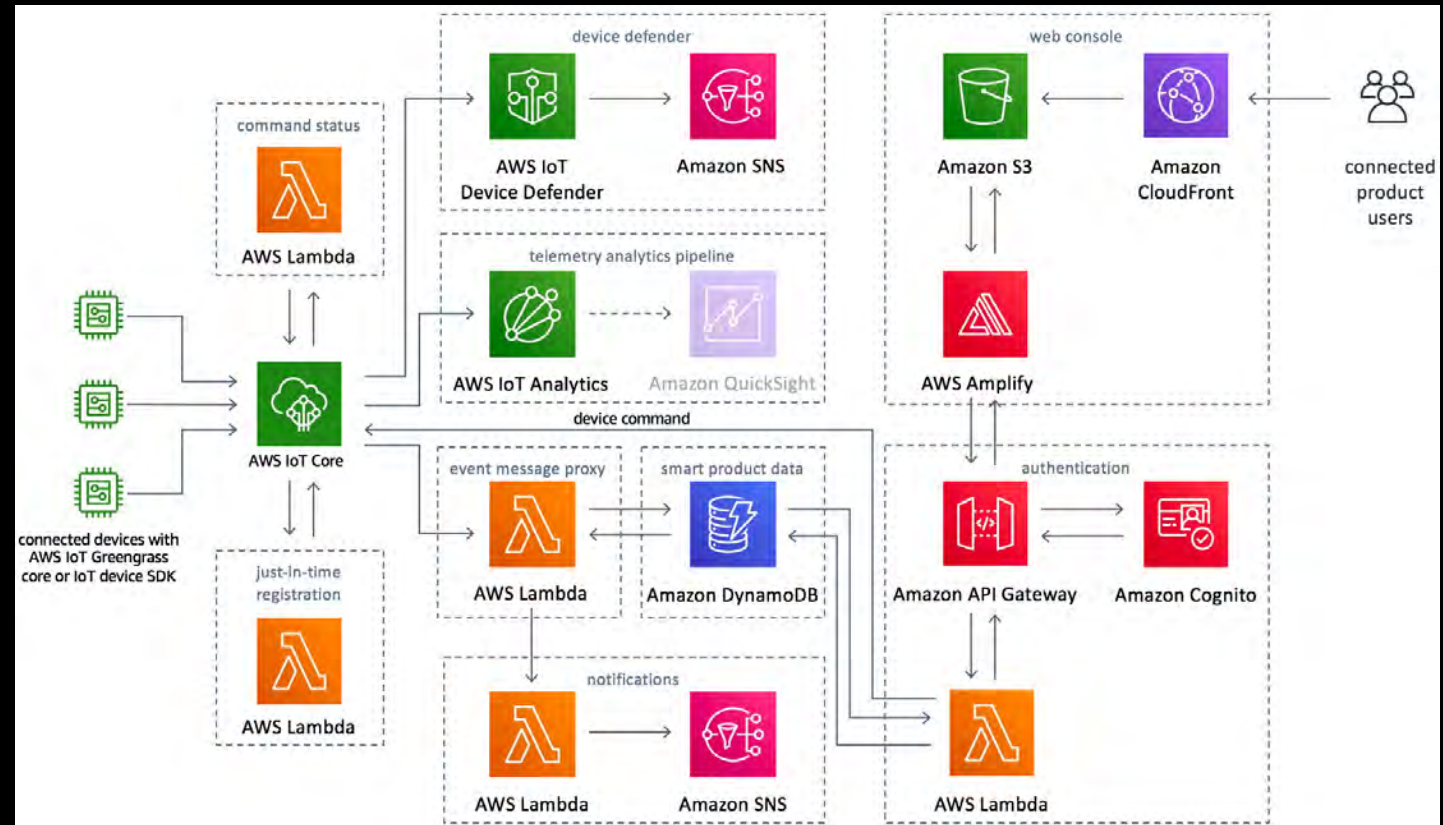 device defender
AWS IoT
Device Defender
Amazon SNS
web console
Amazon S3
Amazon
CloudFront
connected
product
users
command status
AWS Lambda
telemetry analytics pipeline
AWS IoT Analytics
Amazon QuickSight
AWS Amplify
device command
AWS IoT Core
connected devices with
AWS IoT Greengrass
core or IoT device SDK
event message proxy
AWS Lambda
smart product data
Amazon DynamoDB
authentication
Amazon API Gateway
Amazon Cognito
just-in-time
registration
AWS Lambda
notifications
AWS Lambda
Amazon SNS
AWS Lambda